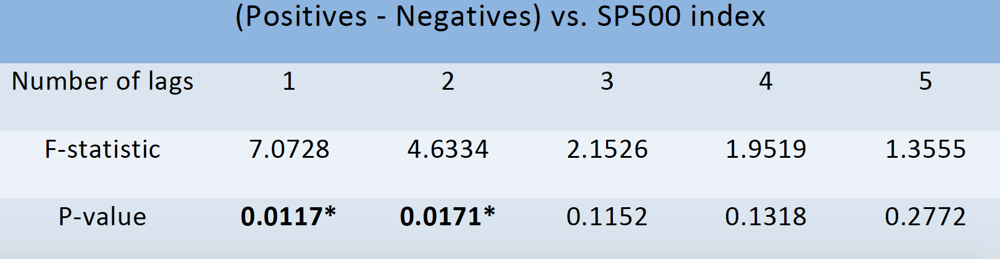 (Positives - Negatives) vs. SP500 index
Number of lags 1 2 3 4 5
F-statistic 7.0728 4.6334 2.1526 1.9519 1.3555
P-value 0.0117* 0.0171* 0.1152 0.1318 0.2772